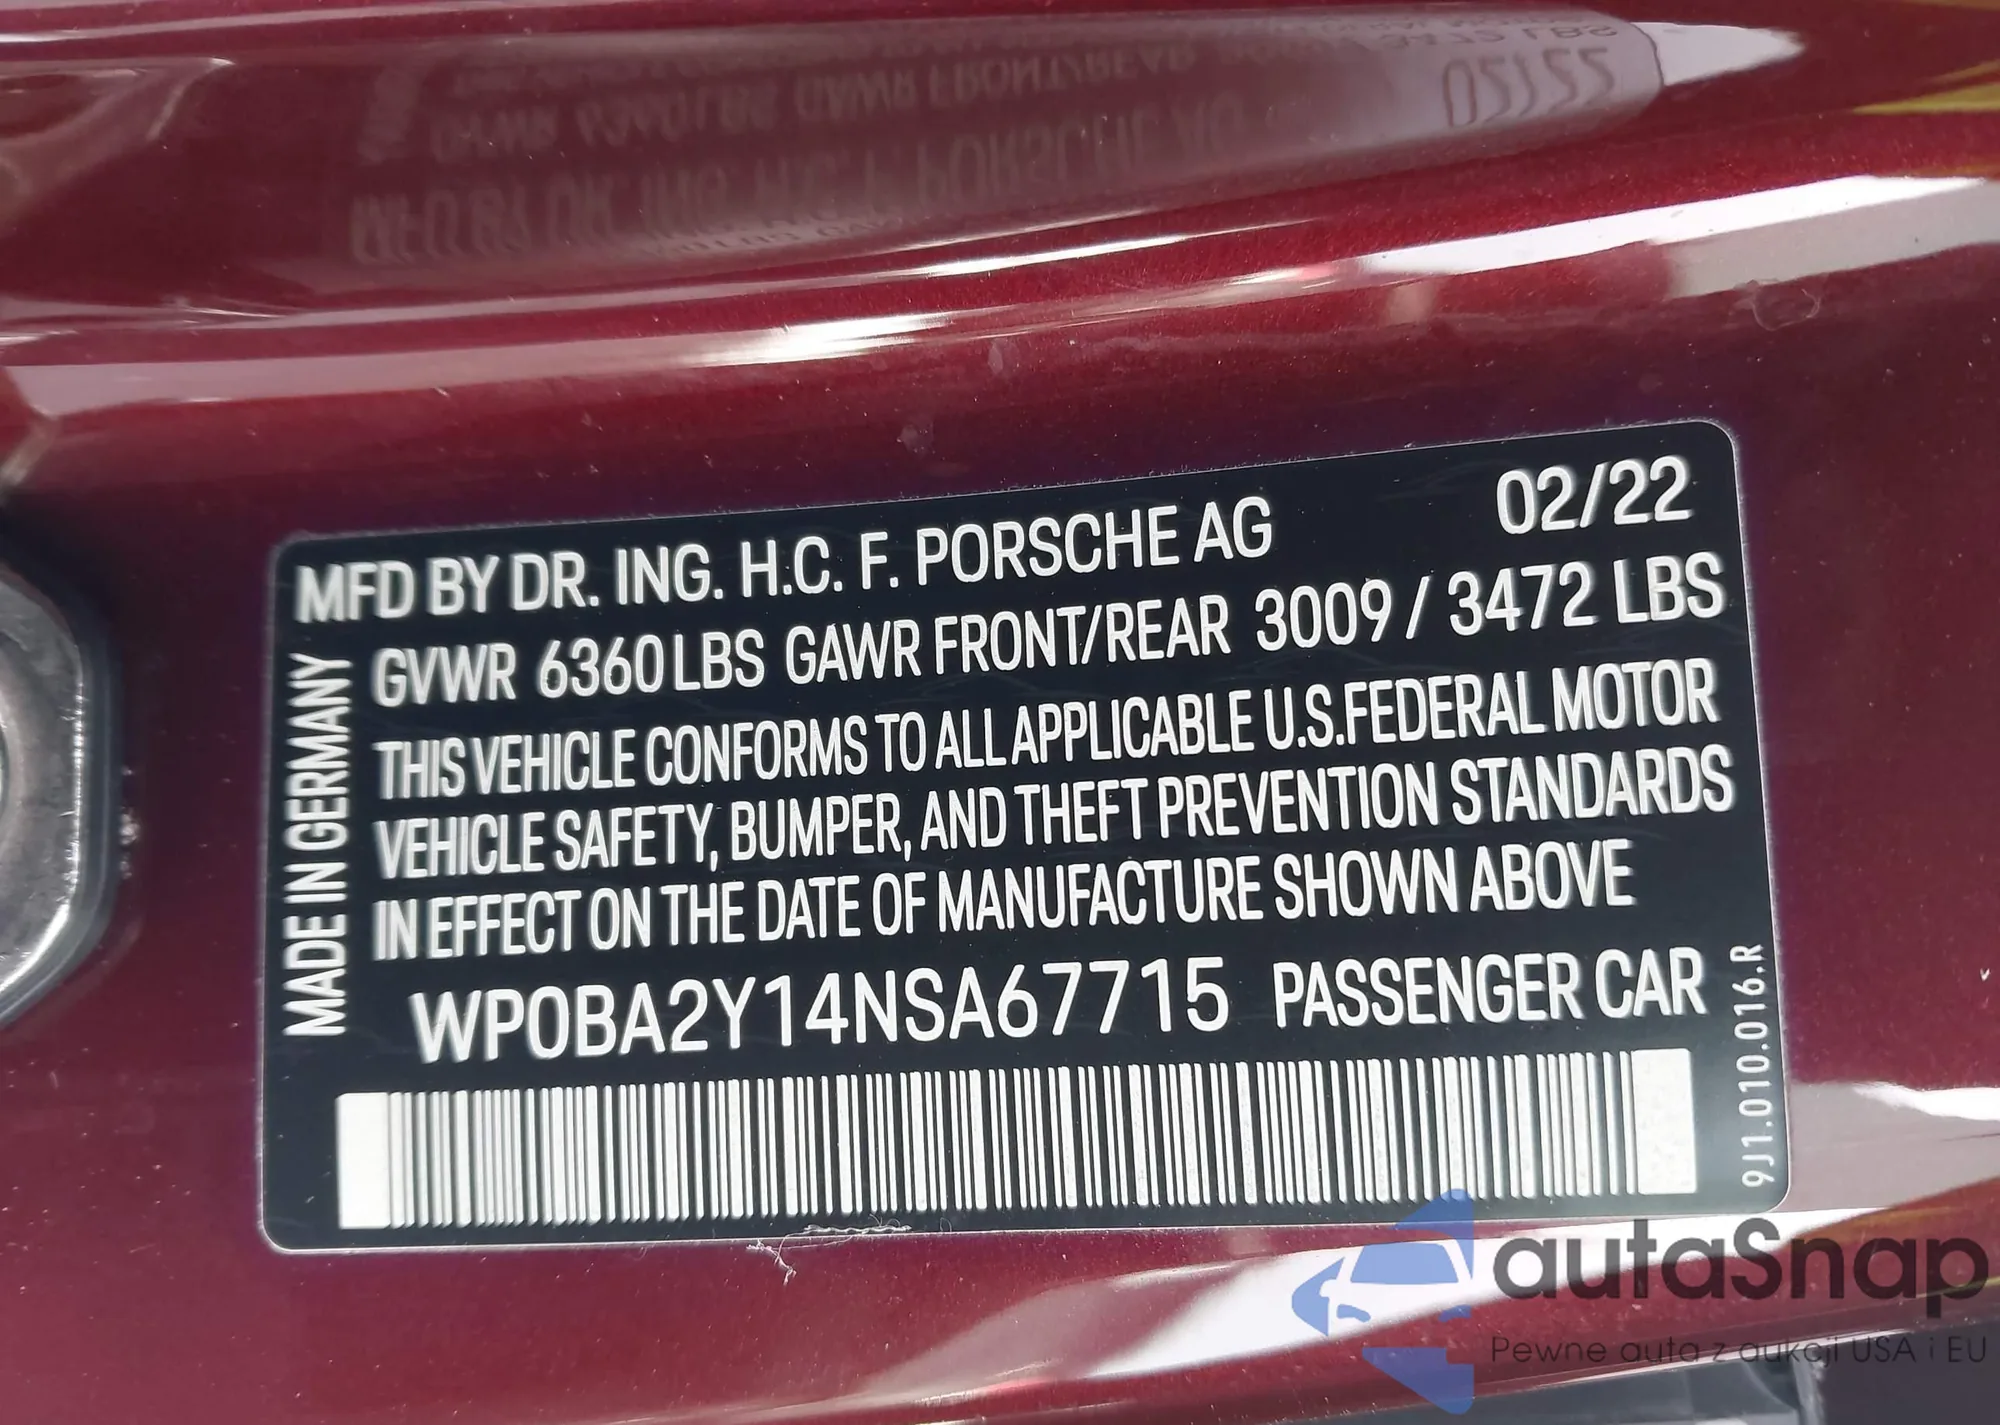 MFD BY DR. ING. H.C. F. PORSCHE AG 02/22
GVWR 6360 LBS GAWR FRONT/REAR 3009 / 3472 LBS
THIS VEHICLE CONFORMS TO ALL APPLICABLE U.S.FEDERAL MOTOR
VEHICLE SAFETY, BUMPER, AND THEFT PREVENTION STANDARDS
IN EFFECT ON THE DATE OF MANUFACTURE SHOWN ABOVE
WP0BA2Y14NSA67715 PASSENGER CAR
MADE IN GERMANY
9J1.010.016.R
autaSnap
Pewne auta z aukcji USA i EU